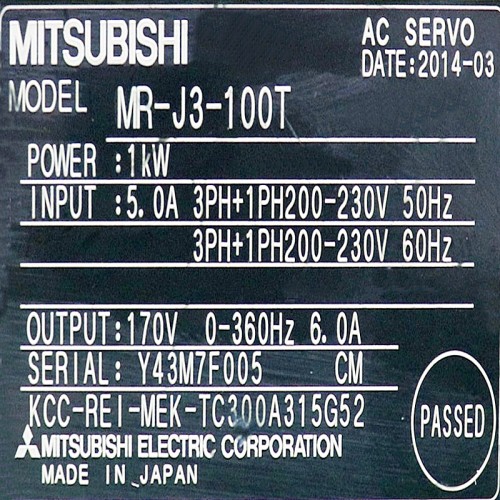 MITSUBISHI AC SERVO
DATE:2014-03
MODEL MR-J3-100T
POWER :1kW
INPUT :5.0A 3PH+1PH200-230V 50Hz
3PH+1PH200-230V 60Hz
OUTPUT:170V 0-360Hz 6.0A
SERIAL: Y43M7F005 CM
KCC-REI-MEK-TC300A315G52
PASSED
MITSUBISHI ELECTRIC CORPORATION
MADE IN JAPAN